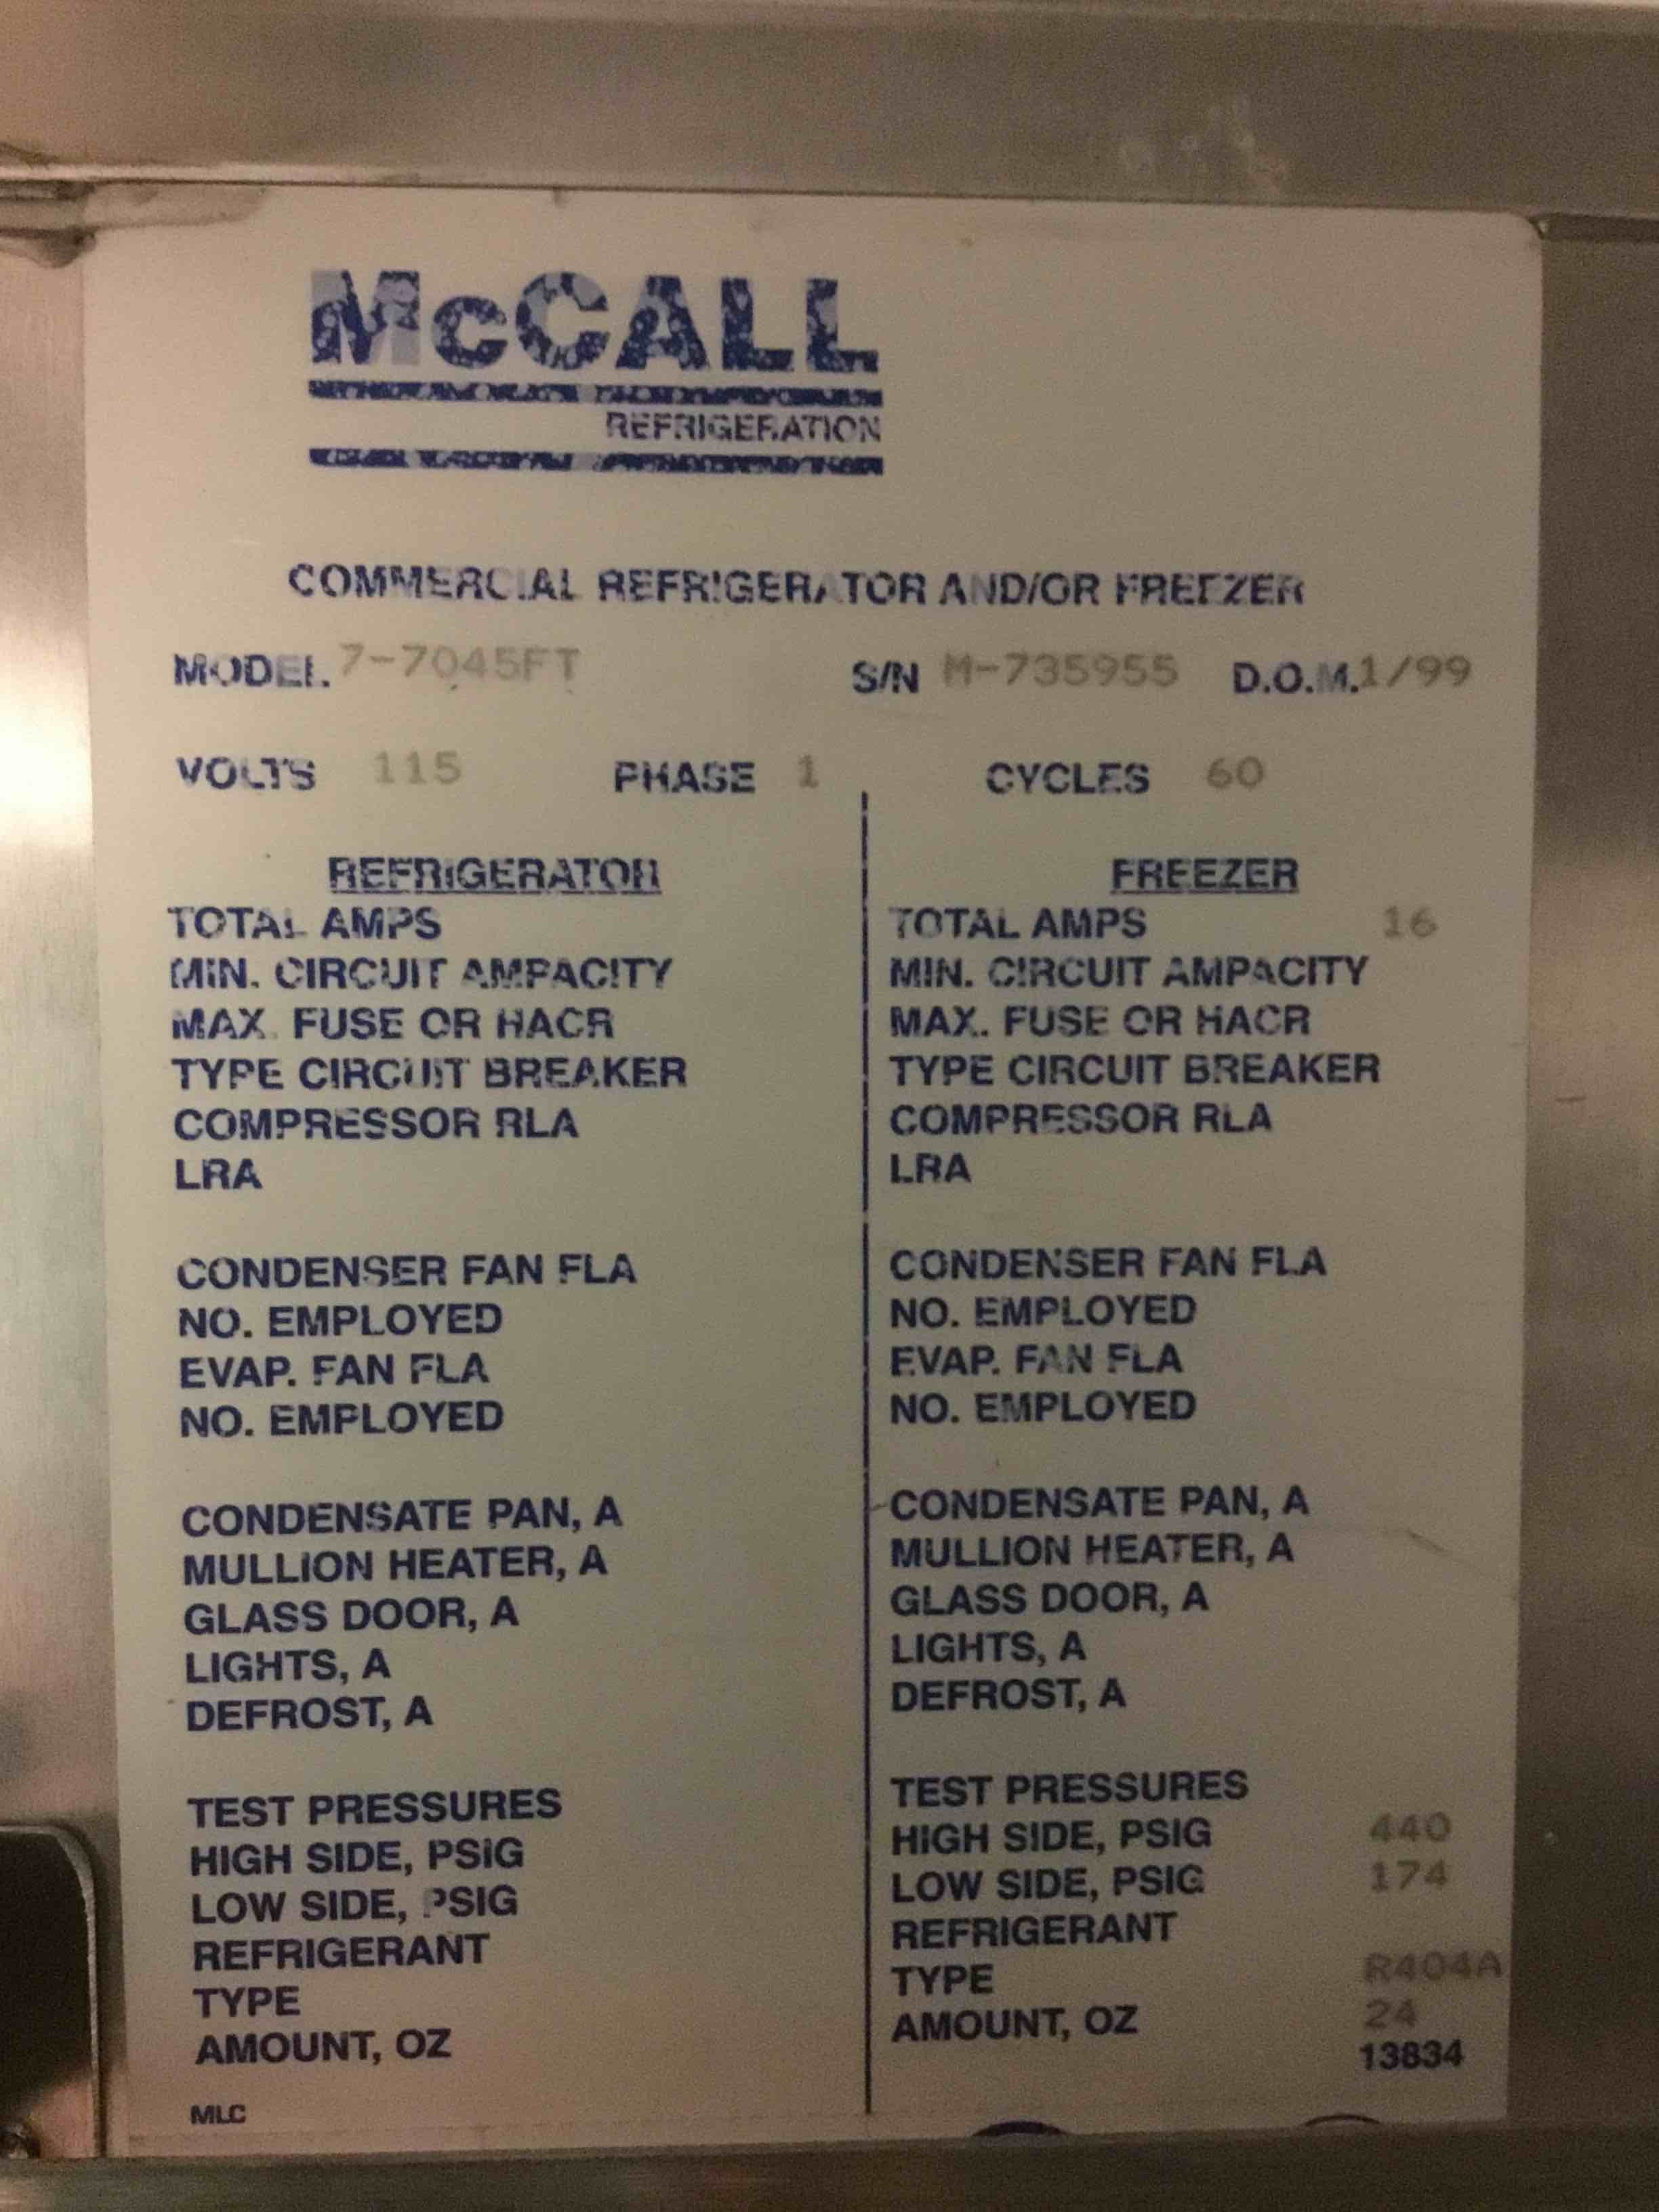 McCALL
REFRIGERATION
COMMERCIAL REFRIGERATOR AND/OR FREEZER
MODEL 7-7045FT S/N M-735955 D.O.M. 1/99
VOLTS 115 PHASE 1 CYCLES 60
REFRIGERATOR
TOTAL AMPS
MIN. CIRCUIT AMPACITY
MAX. FUSE OR HACR
TYPE CIRCUIT BREAKER
COMPRESSOR RLA
LRA
CONDENSER FAN FLA
NO. EMPLOYED
EVAP. FAN FLA
NO. EMPLOYED
CONDENSATE PAN, A
MULLION HEATER, A
GLASS DOOR, A
LIGHTS, A
DEFROST, A
TEST PRESSURES
HIGH SIDE, PSIG
LOW SIDE, PSIG
REFRIGERANT
TYPE
AMOUNT, OZ
MLC
FREEZER
TOTAL AMPS 16
MIN. CIRCUIT AMPACITY
MAX. FUSE OR HACR
TYPE CIRCUIT BREAKER
COMPRESSOR RLA
LRA
CONDENSER FAN FLA
NO. EMPLOYED
EVAP. FAN FLA
NO. EMPLOYED
CONDENSATE PAN, A
MULLION HEATER, A
GLASS DOOR, A
LIGHTS, A
DEFROST, A
TEST PRESSURES
HIGH SIDE, PSIG 440
LOW SIDE, PSIG 174
REFRIGERANT
TYPE R404A
AMOUNT, OZ 24
13834